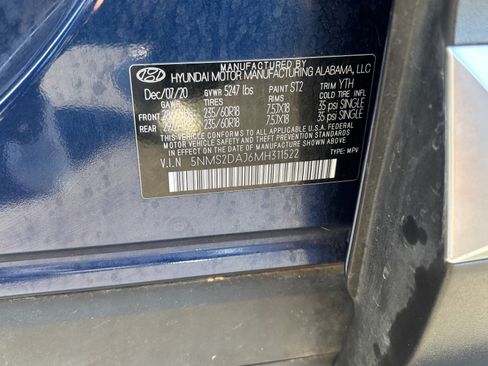 MANUFACTURED BY
HYUNDAI MOTOR MANUFACTURING ALABAMA, LLC
Dec/07/20 GVWR 5247 lbs PAINT ST2 TRIM YTH
GAWR TIRES RIMS COLD TIRE INFL
FRONT 235/60R18 7.5JX18 35 psi SINGLE
REAR 235/60R18 7.5JX18 35 psi SINGLE
THIS VEHICLE CONFORMS TO ALL APPLICABLE FEDERAL
MOTOR VEHICLE SAFETY AND THEFT PREVENTION
STANDARDS IN EFFECT ON THE DATE OF
MANUFACTURE SHOWN ABOVE.
V.I.N 5NMS2DAJ6MH311522 TYPE: MPV